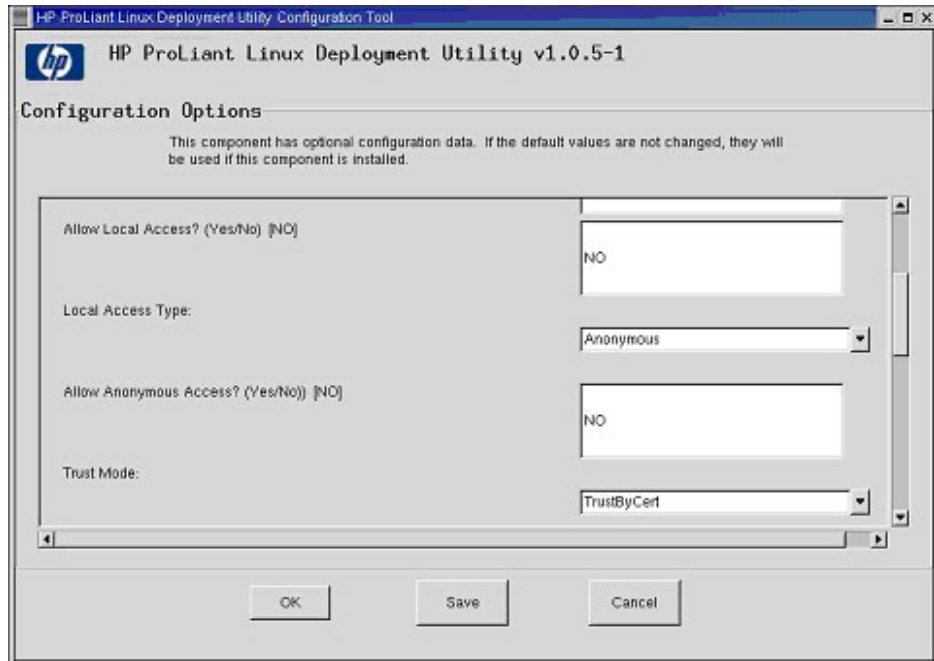 HP ProLiant Linux Deployment Utility Configuration Tool
hp
HP ProLiant Linux Deployment Utility v1.0.5-1
Configuration Options
This component has optional configuration data. If the default values are not changed, they will
be used if this component is installed.
Allow Local Access? (Yes/No) [NO]
NO
Local Access Type:
Anonymous
Allow Anonymous Access? (Yes/No)) [NO]
NO
Trust Mode:
TrustByCert
OK Save Cancel